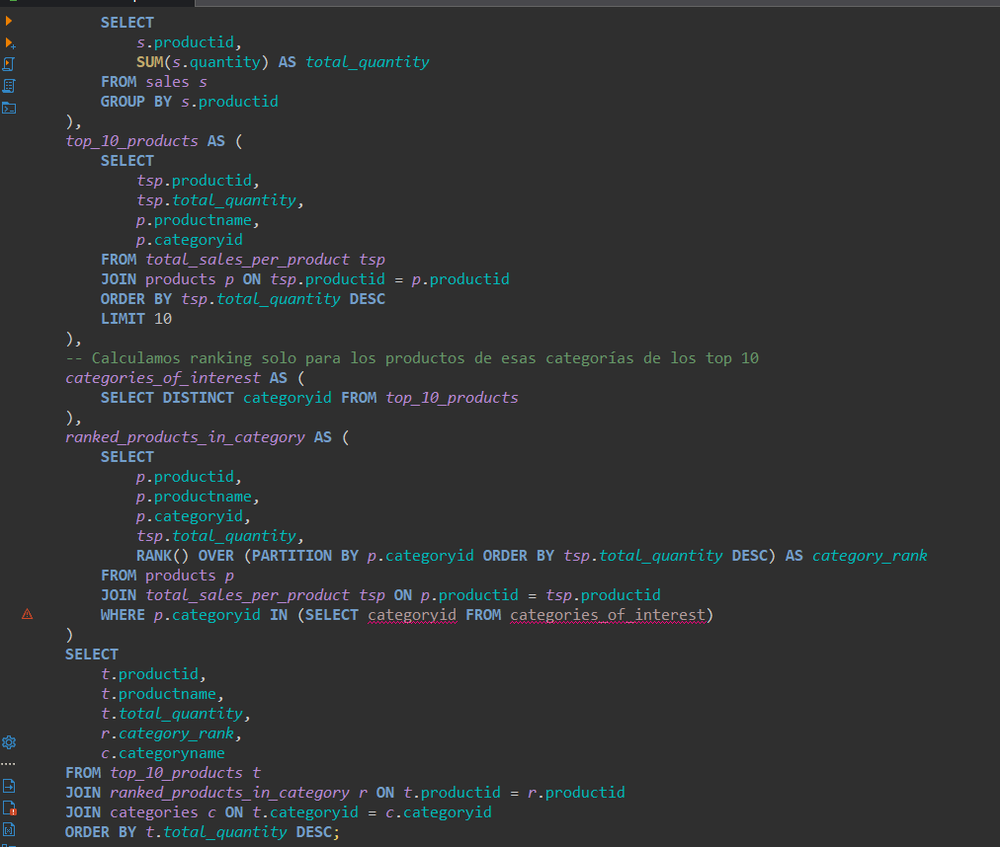 SELECT
s.productid,
SUM(s.quantity) AS total_quantity
FROM sales s
GROUP BY s.productid
),
top_10_products AS (
SELECT
tsp.productid,
tsp.total_quantity,
p.productname,
p.categoryid
FROM total_sales_per_product tsp
JOIN products p ON tsp.productid = p.productid
ORDER BY tsp.total_quantity DESC
LIMIT 10
),
-- Calculamos ranking solo para los productos de esas categorías de los top 10
categories_of_interest AS (
SELECT DISTINCT categoryid FROM top_10_products
),
ranked_products_in_category AS (
SELECT
p.productid,
p.productname,
p.categoryid,
tsp.total_quantity,
RANK() OVER (PARTITION BY p.categoryid ORDER BY tsp.total_quantity DESC) AS category_rank
FROM products p
JOIN total_sales_per_product tsp ON p.productid = tsp.productid
WHERE p.categoryid IN (SELECT categoryid FROM categories_of_interest)
)
SELECT
t.productid,
t.productname,
t.total_quantity,
r.category_rank,
c.categoryname
FROM top_10_products t
JOIN ranked_products_in_category r ON t.productid = r.productid
JOIN categories c ON t.categoryid = c.categoryid
ORDER BY t.total_quantity DESC;